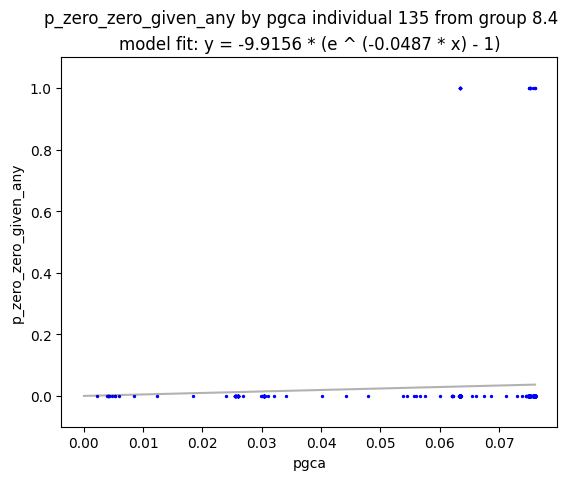 p_zero_zero_given_any by pgca individual 135 from group 8.4
model fit: y = -9.9156 * (e ^ (-0.0487 * x) - 1)
1.0
0.8
0.6
0.4
0.2
0.0
p_zero_zero_given_any
0.00 0.01 0.02 0.03 0.04 0.05 0.06 0.07
pgca